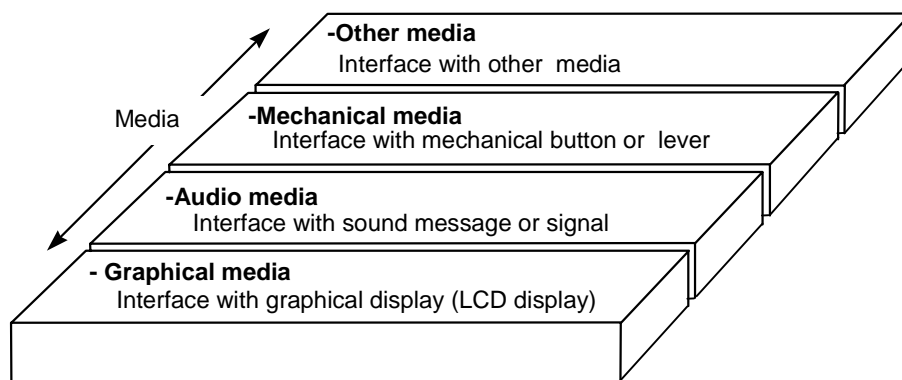 -Other media
Interface with other media
Media
-Mechanical media
Interface with mechanical button or lever
-Audio media
Interface with sound message or signal
- Graphical media
Interface with graphical display (LCD display)